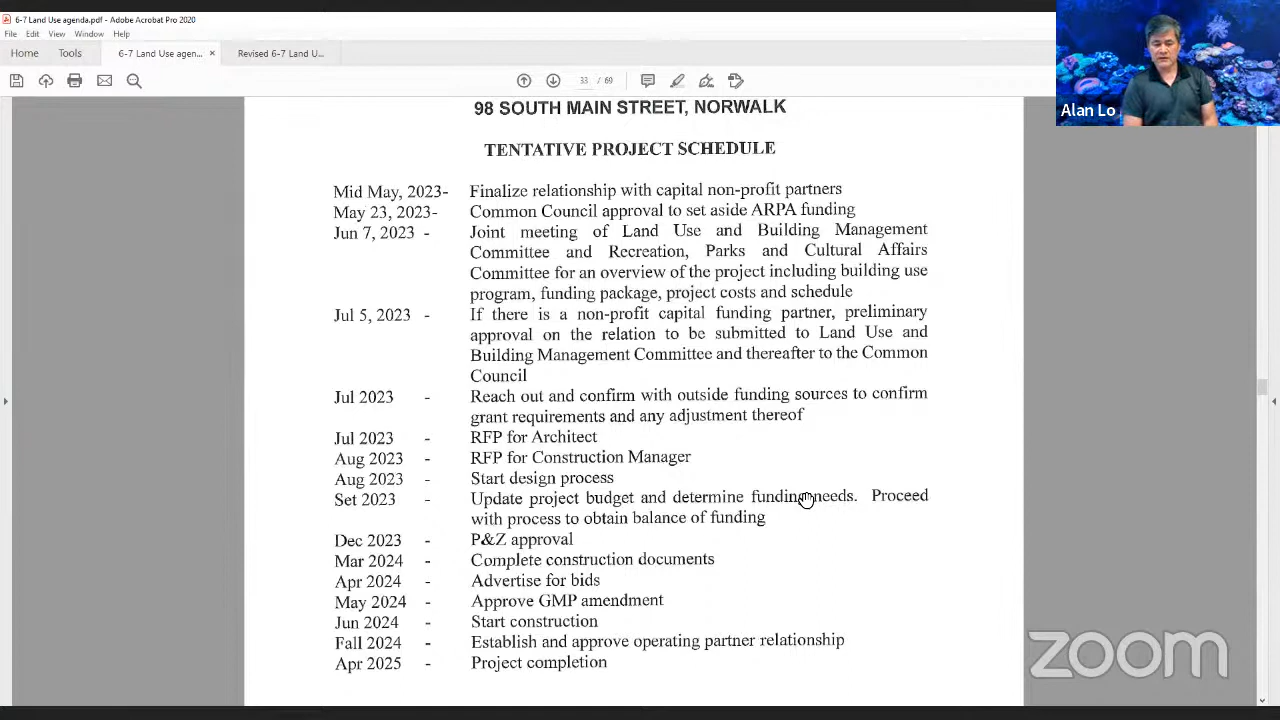 6-7 Land Use agenda.pdf - Adobe Acrobat Pro 2020
File Edit View Window Help
Home Tools 6-7 Land Use agen... × Revised 6-7 Land U...
33 / 69
Alan Lo
98 SOUTH MAIN STREET, NORWALK
TENTATIVE PROJECT SCHEDULE
Mid May, 2023- Finalize relationship with capital non-profit partners
May 23, 2023- Common Council approval to set aside ARPA funding
Jun 7, 2023 - Joint meeting of Land Use and Building Management
Committee and Recreation, Parks and Cultural Affairs
Committee for an overview of the project including building use
program, funding package, project costs and schedule
Jul 5, 2023 - If there is a non-profit capital funding partner, preliminary
approval on the relation to be submitted to Land Use and
Building Management Committee and thereafter to the Common
Council
Jul 2023 - Reach out and confirm with outside funding sources to confirm
grant requirements and any adjustment thereof
Jul 2023 - RFP for Architect
Aug 2023 - RFP for Construction Manager
Aug 2023 - Start design process
Set 2023 - Update project budget and determine funding needs. Proceed
with process to obtain balance of funding
Dec 2023 - P&Z approval
Mar 2024 - Complete construction documents
Apr 2024 - Advertise for bids
May 2024 - Approve GMP amendment
Jun 2024 - Start construction
Fall 2024 - Establish and approve operating partner relationship
Apr 2025 - Project completion
zoom